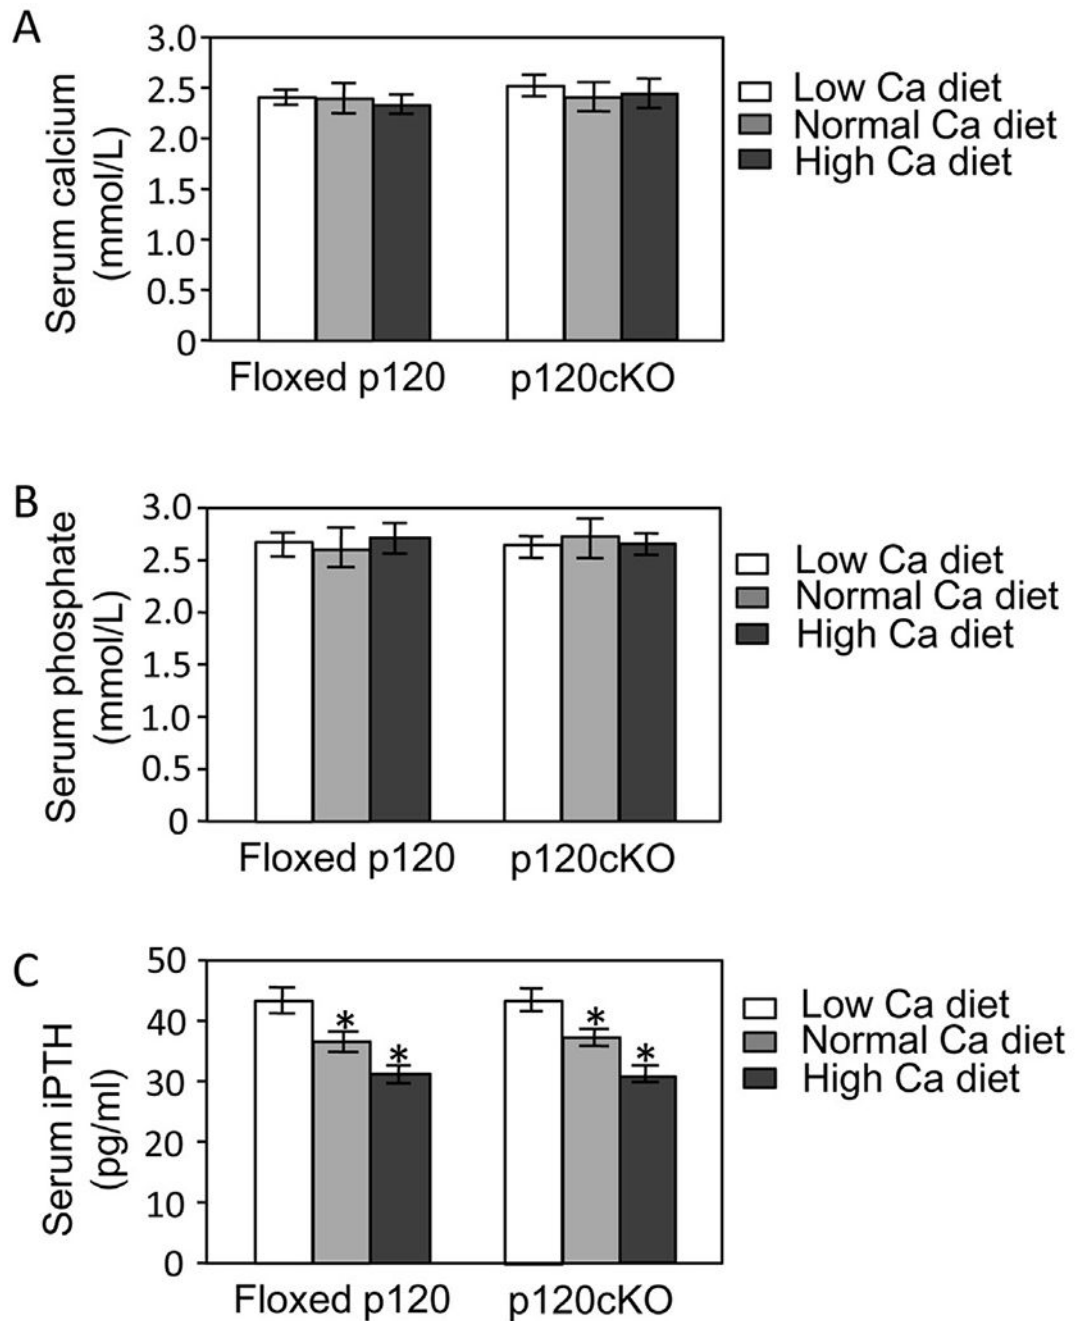 A
Serum calcium
(mmol/L)
3.0
2.5
2.0
1.5
1.0
0.5
0
Floxed p120
p120cKO
Low Ca diet
Normal Ca diet
High Ca diet
B
Serum phosphate
(mmol/L)
3.0
2.5
2.0
1.5
1.0
0.5
0
Floxed p120
p120cKO
Low Ca diet
Normal Ca diet
High Ca diet
C
Serum iPTH
(pg/ml)
50
40
30
20
10
0
*
*
*
*
Floxed p120
p120cKO
Low Ca diet
Normal Ca diet
High Ca diet